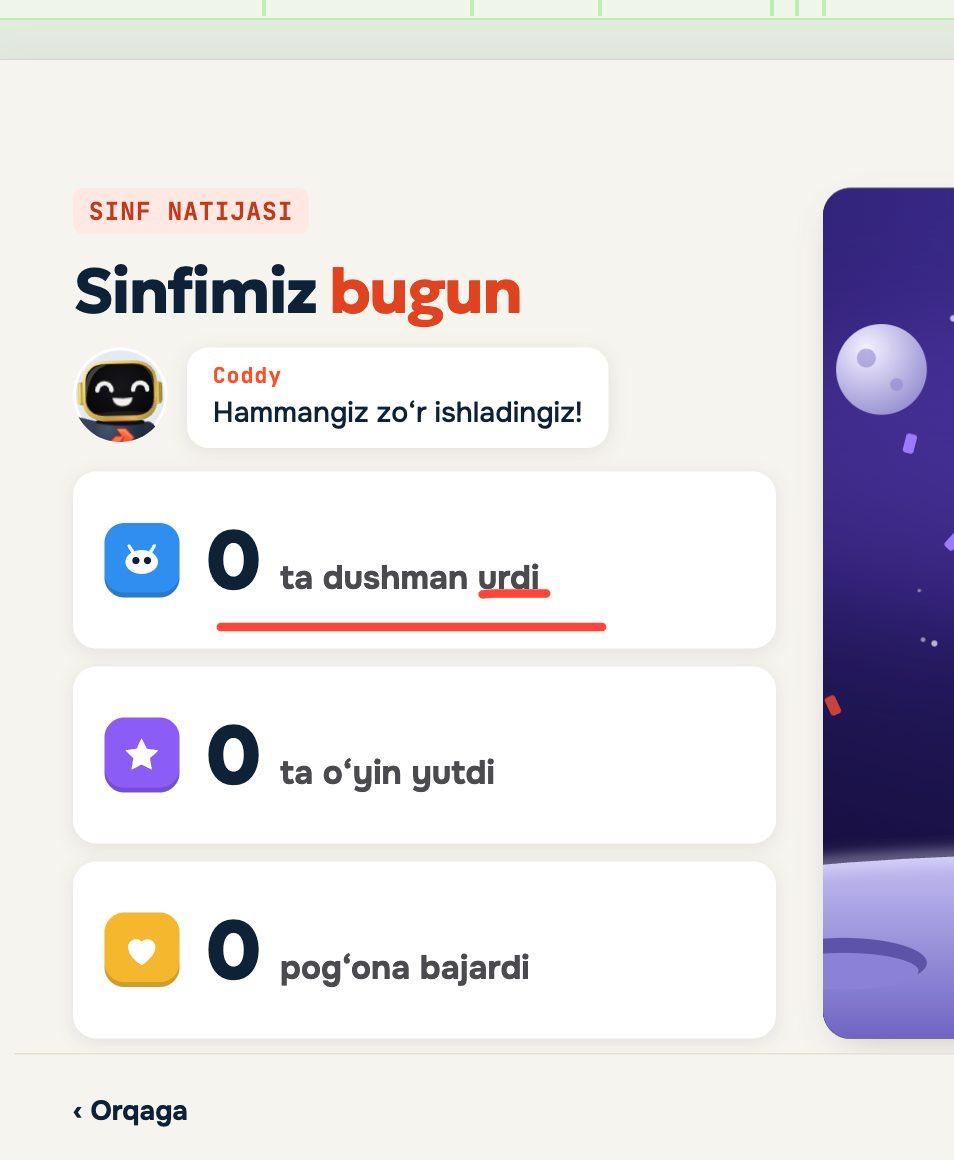 SINF NATIJASI
Sinfimiz bugun
Coddy
Hammangiz zo‘r ishladingiz!
0 ta dushman urdi
0 ta o‘yin yutdi
0 pog‘ona bajardi
‹ Orqaga